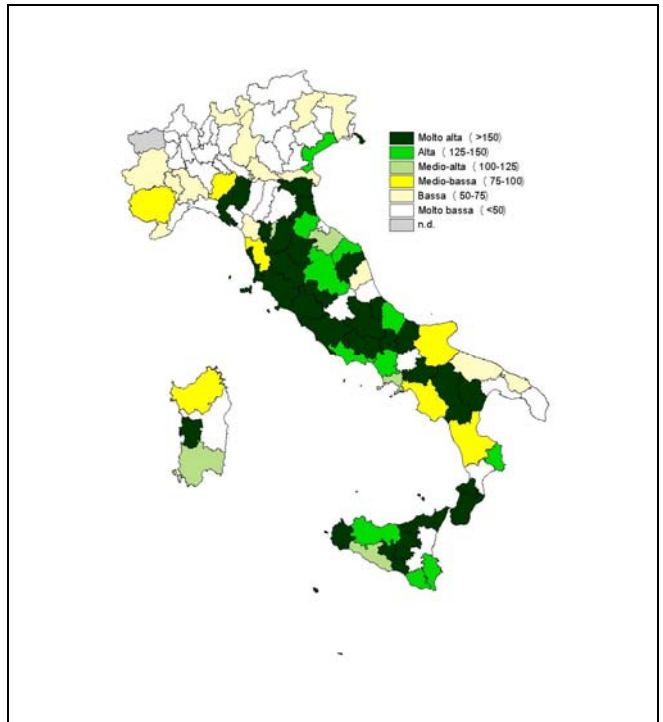 Molto alta (>150)
Alta (125-150)
Medio-alta (100-125)
Medio-bassa (75-100)
Bassa (50-75)
Molto bassa (<50)
n.d.